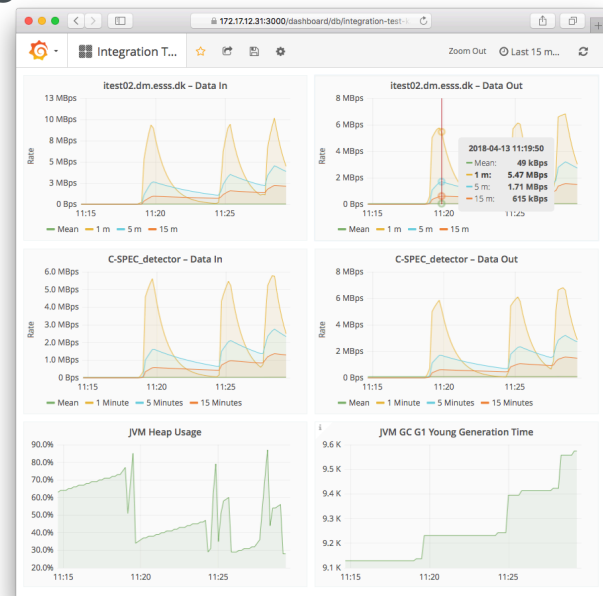 172.17.12.31:3000/dashboard/db/integration-test-
Integration T...
Zoom Out
Last 15 m...
itest02.dm.esss.dk – Data In
13 MBps
10 MBps
8 MBps
5 MBps
3 MBps
0 Bps
Rate
11:15 11:20 11:25
Mean 1 m 5 m 15 m
itest02.dm.esss.dk – Data Out
8 MBps
6 MBps
4 MBps
2 MBps
0 Bps
Rate
2018-04-13 11:19:50
Mean: 49 kBps
1 m: 5.47 MBps
5 m: 1.71 MBps
15 m: 615 kBps
11:15 11:20 11:25
Mean 1 m 5 m 15 m
C-SPEC_detector – Data In
6.0 MBps
5.0 MBps
4.0 MBps
3.0 MBps
2.0 MBps
1.0 MBps
0 Bps
Rate
11:15 11:20 11:25
Mean 1 Minute 5 Minutes 15 Minutes
C-SPEC_detector – Data Out
8 MBps
6 MBps
4 MBps
2 MBps
0 Bps
Rate
11:15 11:20 11:25
Mean 1 Minute 5 Minutes 15 Minutes
JVM Heap Usage
90.0%
80.0%
70.0%
60.0%
50.0%
40.0%
30.0%
20.0%
11:15 11:20 11:25
i
JVM GC G1 Young Generation Time
9.6 K
9.5 K
9.4 K
9.3 K
9.2 K
9.1 K
11:15 11:20 11:25